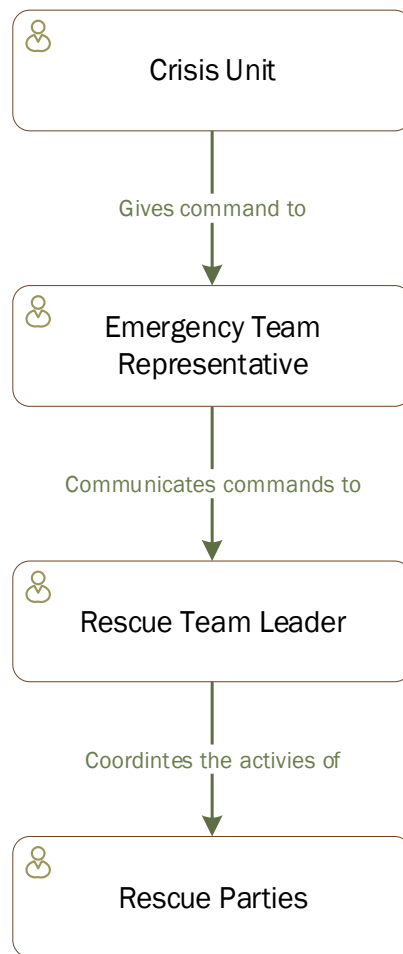 Crisis Unit
Gives command to
Emergency Team
Representative
Communicates commands to
Rescue Team Leader
Coordintes the activies of
Rescue Parties